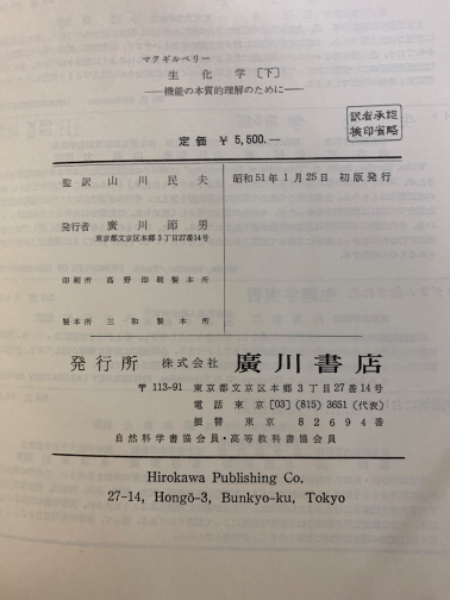 マクギルベリー
生化学〔下〕
——機能の本質的理解のために——
定価 ¥5,500.—
訳者承認
検印省略
監訳 山川民夫
発行者 廣川節男
東京都文京区本郷3丁目27番14号
印刷所 高野印刷製本所
製本所 三和製本所
昭和51年1月25日 初版発行
発行所 株式会社 廣川書店
〒113-91 東京都文京区本郷3丁目27番14号
電話 東京 [03] (815) 3651 (代表)
振替 東京 82694番
自然科学書協会員・高等教科書協会員
Hirokawa Publishing Co.
27-14, Hongō-3, Bunkyo-ku, Tokyo